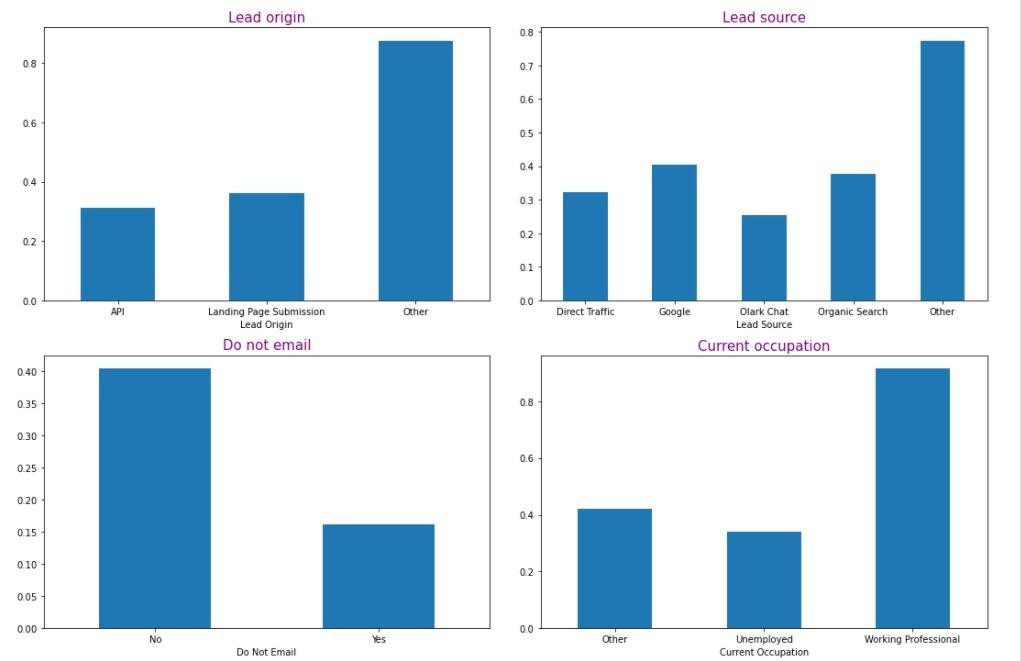 Lead origin
0.8
0.6
0.4
0.2
0.0
API Landing Page Submission Other
Lead Origin
Lead source
0.8
0.7
0.6
0.5
0.4
0.3
0.2
0.1
0.0
Direct Traffic Google Olark Chat Organic Search Other
Lead Source
Do not email
0.40
0.35
0.30
0.25
0.20
0.15
0.10
0.05
0.00
No Yes
Do Not Email
Current occupation
0.8
0.6
0.4
0.2
0.0
Other Unemployed Working Professional
Current Occupation